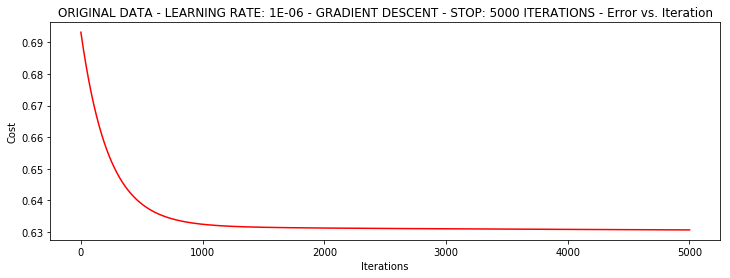 ORIGINAL DATA - LEARNING RATE: 1E-06 - GRADIENT DESCENT - STOP: 5000 ITERATIONS - Error vs. Iteration
0.69
0.68
0.67
0.66
0.65
0.64
0.63
Cost
0 1000 2000 3000 4000 5000
Iterations